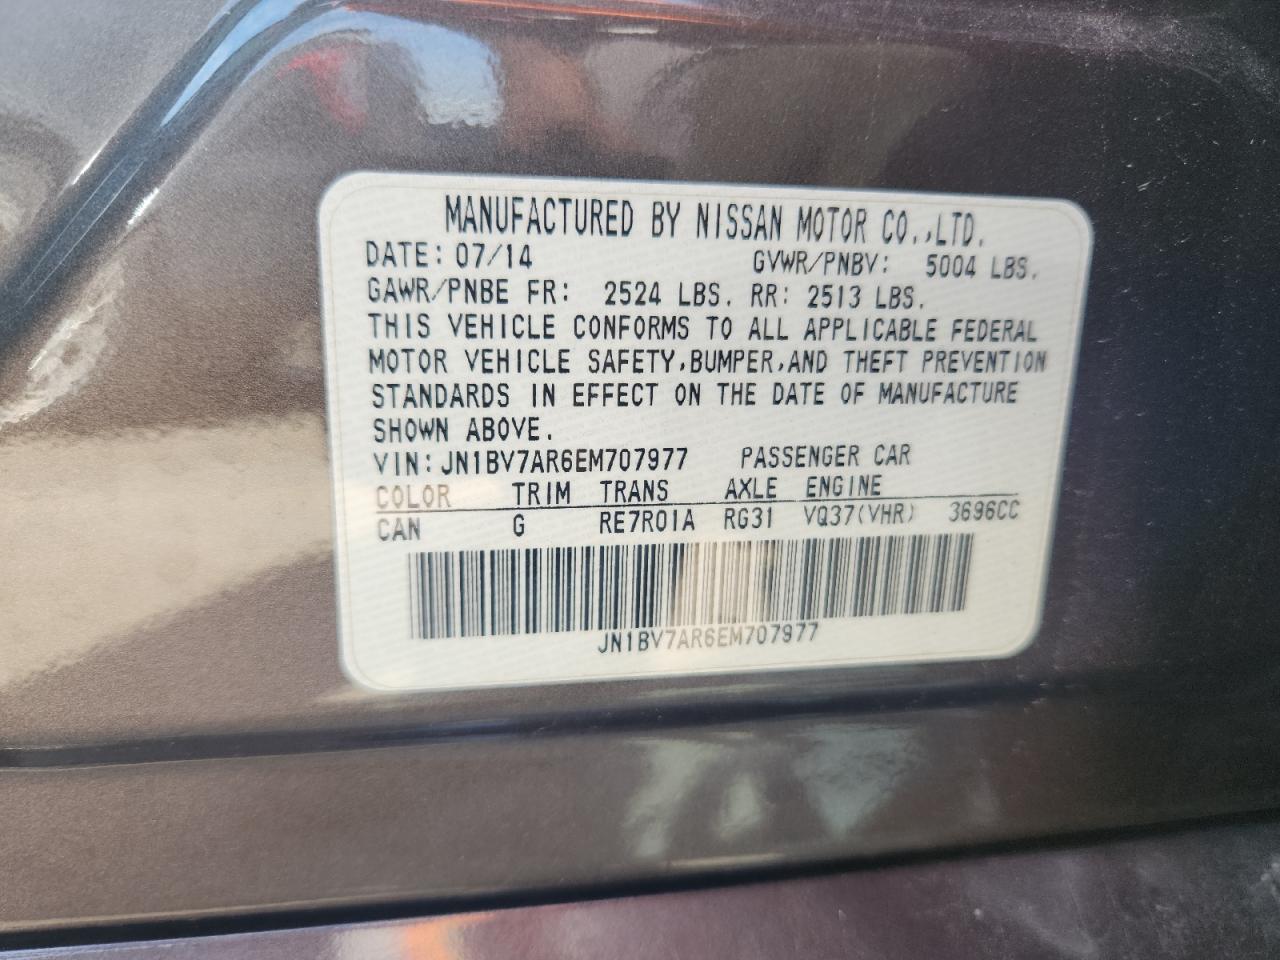 MANUFACTURED BY NISSAN MOTOR CO.,LTD.
DATE: 07/14 GVWR/PNBV: 5004 LBS.
GAWR/PNBE FR: 2524 LBS. RR: 2513 LBS.
THIS VEHICLE CONFORMS TO ALL APPLICABLE FEDERAL
MOTOR VEHICLE SAFETY,BUMPER,AND THEFT PREVENTION
STANDARDS IN EFFECT ON THE DATE OF MANUFACTURE
SHOWN ABOVE.
VIN: JN1BV7AR6EM707977 PASSENGER CAR
COLOR TRIM TRANS AXLE ENGINE
CAN G RE7R01A RG31 VQ37(VHR) 3696CC
JN1BV7AR6EM707977